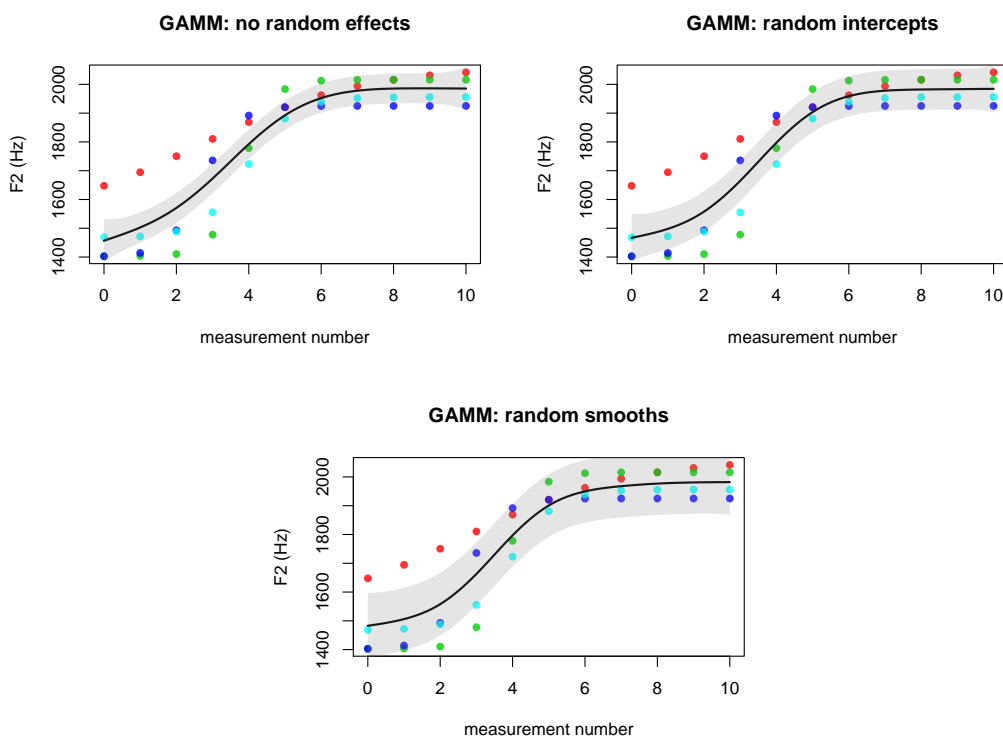 GAMM: no random effects
F2 (Hz)
2000
1800
1600
1400
0 2 4 6 8 10
measurement number
GAMM: random intercepts
F2 (Hz)
2000
1800
1600
1400
0 2 4 6 8 10
measurement number
GAMM: random smooths
F2 (Hz)
2000
1800
1600
1400
0 2 4 6 8 10
measurement number